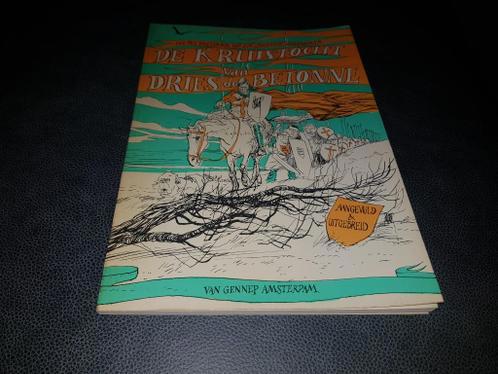 DE KRUISTOCHT
van
DRIES de BETONNE
AANGEVULD
&
UITGEBREID
VAN GENNEP AMSTERDAM